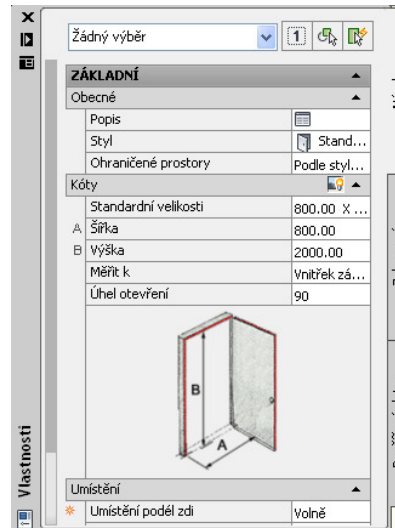 Žádný výběr
1
ZÁKLADNÍ
Obecné
Popis
Styl Stand...
Ohraničené prostory Podle styl...
Kóty
Standardní velikosti 800.00 X ...
A Šířka 800.00
B Výška 2000.00
Měřit k Vnitřek zá...
Úhel otevření 90
B
A
Umístění
Umístění podél zdi Volně
Vlastnosti